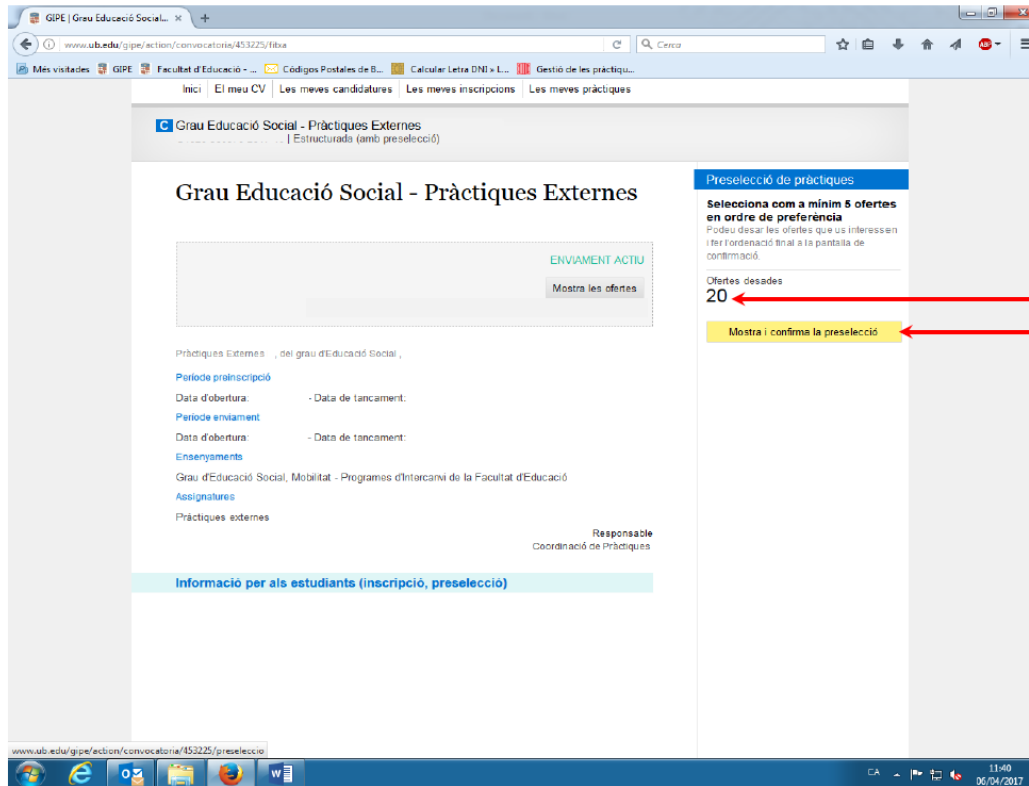 GIPE | Grau Educació Social...
www.ub.edu/gipe/action/convocatoria/453225/fitxa
Cerca
Més visitades GIPE Facultat d'Educació - ... Códigos Postales de B... Calcular Letra DNI » L... Gestió de les pràctiqu...
Inici El meu CV Les meves candidatures Les meves inscripcions Les meves pràctiques
C Grau Educació Social - Pràctiques Externes
| Estructurada (amb preselecció)
Grau Educació Social - Pràctiques Externes
ENVIAMENT ACTIU
Mostra les ofertes
Pràctiques Externes , del grau d'Educació Social ,
Període preinscripció
Data d'obertura: - Data de tancament:
Període enviament
Data d'obertura: - Data de tancament:
Ensenyaments
Grau d'Educació Social, Mobilitat - Programes d'Intercanvi de la Facultat d'Educació
Assignatures
Pràctiques externes
Responsable
Coordinació de Pràctiques
Informació per als estudiants (inscripció, preselecció)
Preselecció de pràctiques
Selecciona com a mínim 5 ofertes
en ordre de preferència
Podeu desar les ofertes que us interessen
i fer l'ordenació final a la pantalla de
confirmació.
Ofertes desades
20
Mostra i confirma la preselecció
www.ub.edu/gipe/action/convocatoria/453225/preseleccio
CA
11:40
06/04/2017